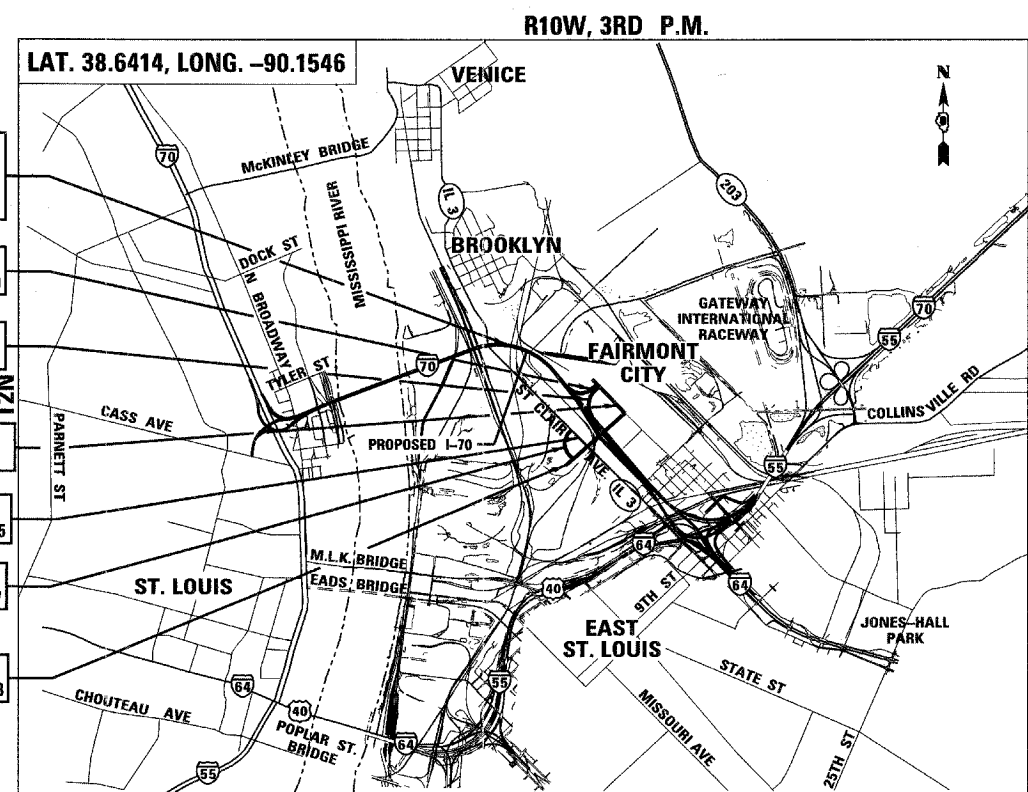 R10W, 3RD P.M.
LAT. 38.6414, LONG. –90.1546
VENICE
N
70
McKINLEY BRIDGE
IL 3
203
MISSISSIPPI RIVER
DOCK ST
BROOKLYN
N BROADWAY
GATEWAY
INTERNATIONAL
RACEWAY
70
55
TYLER ST
70
FAIRMONT
CITY
T2N
CASS AVE
PARNETT ST
PROPOSED I–70
ST CLAIR AVE
IL 3
COLLINSVILLE RD
55
5
M.L.K. BRIDGE
EADS BRIDGE
64
40
9TH ST
64
ST. LOUIS
EAST
ST. LOUIS
JONES–HALL
PARK
STATE ST
3
64
40
55
CHOUTEAU AVE
POPLAR ST.
BRIDGE
64
MISSOURI AVE
25TH ST
55